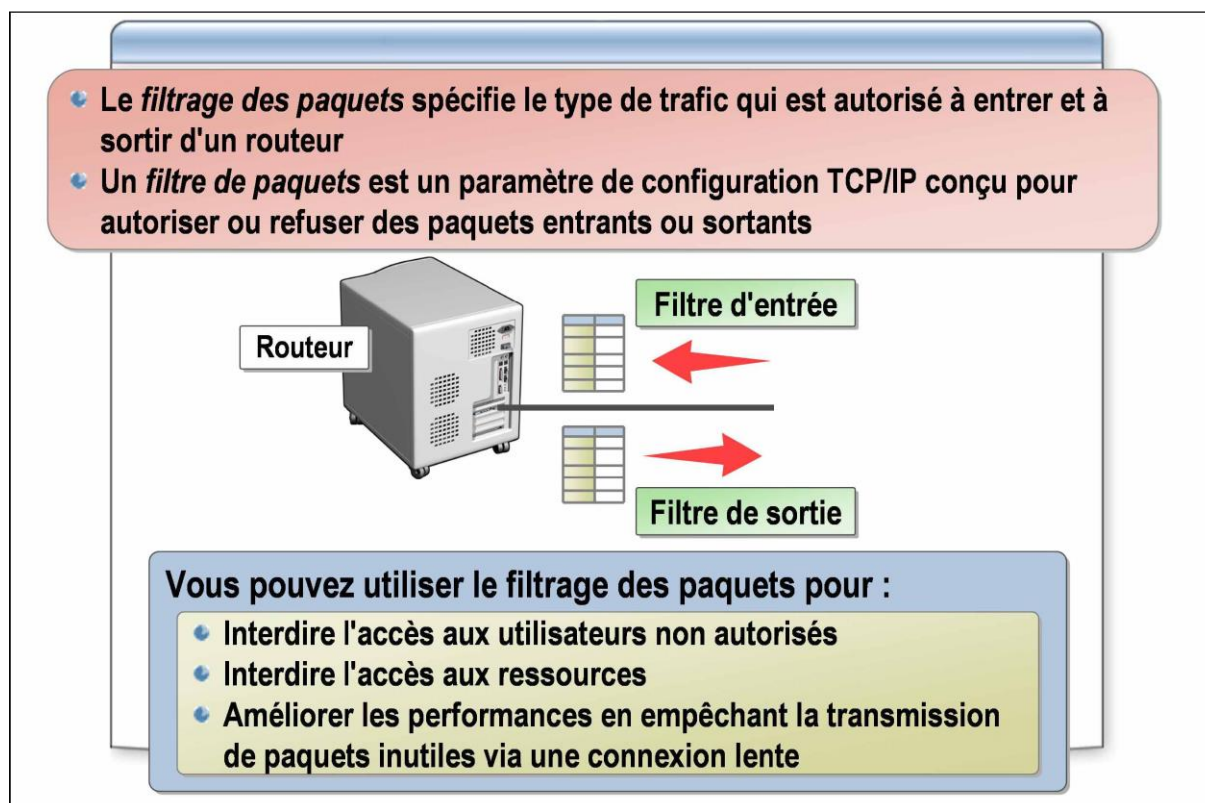 Le filtrage des paquets spécifie le type de trafic qui est autorisé à entrer et à
sortir d'un routeur
Un filtre de paquets est un paramètre de configuration TCP/IP conçu pour
autoriser ou refuser des paquets entrants ou sortants
Filtre d'entrée
Routeur
Filtre de sortie
Vous pouvez utiliser le filtrage des paquets pour :
Interdire l'accès aux utilisateurs non autorisés
Interdire l'accès aux ressources
Améliorer les performances en empêchant la transmission
de paquets inutiles via une connexion lente